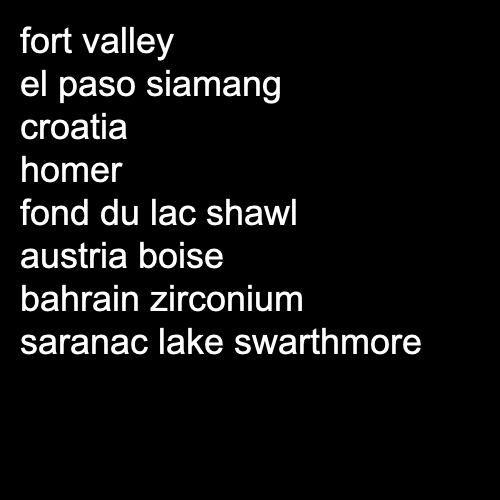 fort valley
el paso siamang
croatia
homer
fond du lac shawl
austria boise
bahrain zirconium
saranac lake swarthmore